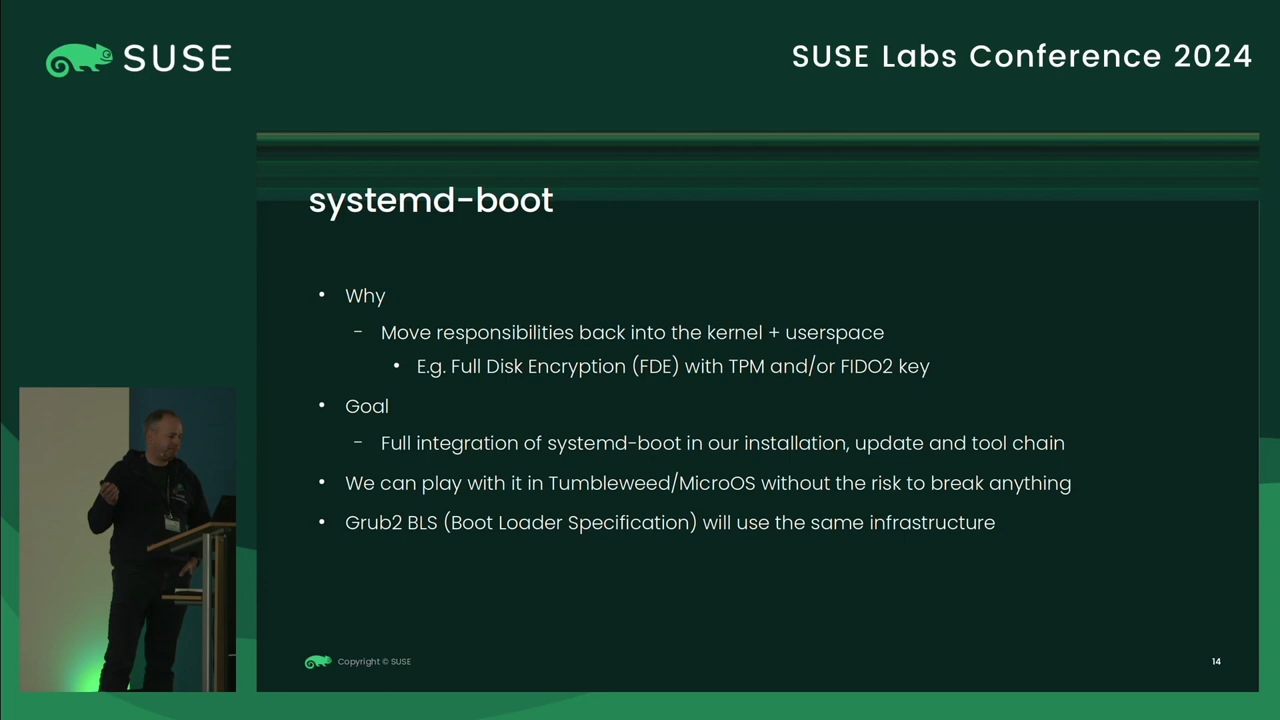 SUSE
SUSE Labs Conference 2024
systemd-boot
• Why
– Move responsibilities back into the kernel + userspace
• E.g. Full Disk Encryption (FDE) with TPM and/or FIDO2 key
• Goal
– Full integration of systemd-boot in our installation, update and tool chain
• We can play with it in Tumbleweed/MicroOS without the risk to break anything
• Grub2 BLS (Boot Loader Specification) will use the same infrastructure
Copyright © SUSE
14